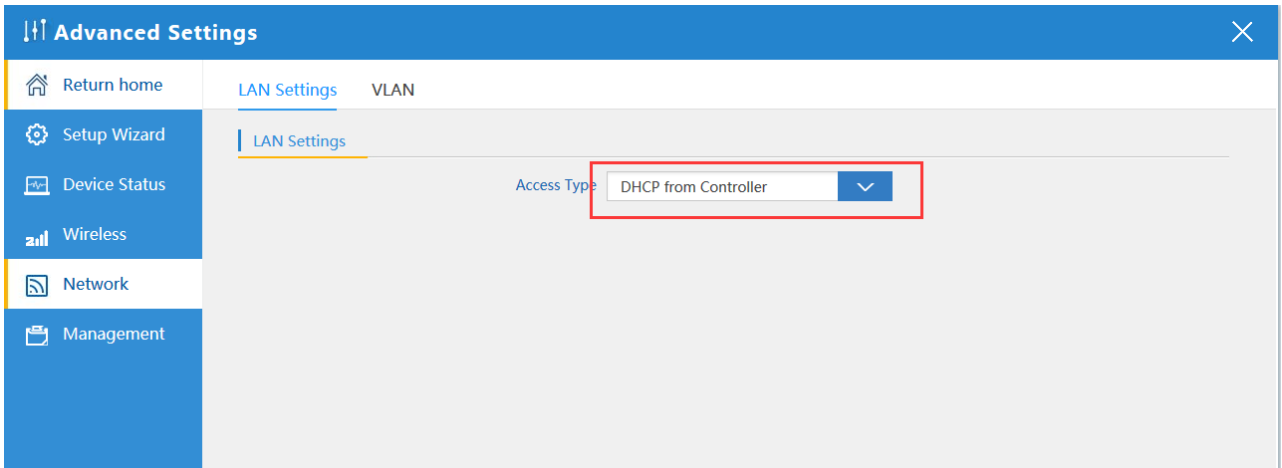 Advanced Settings
Return home
LAN Settings VLAN
Setup Wizard
LAN Settings
Device Status
Access Type DHCP from Controller
Wireless
Network
Management